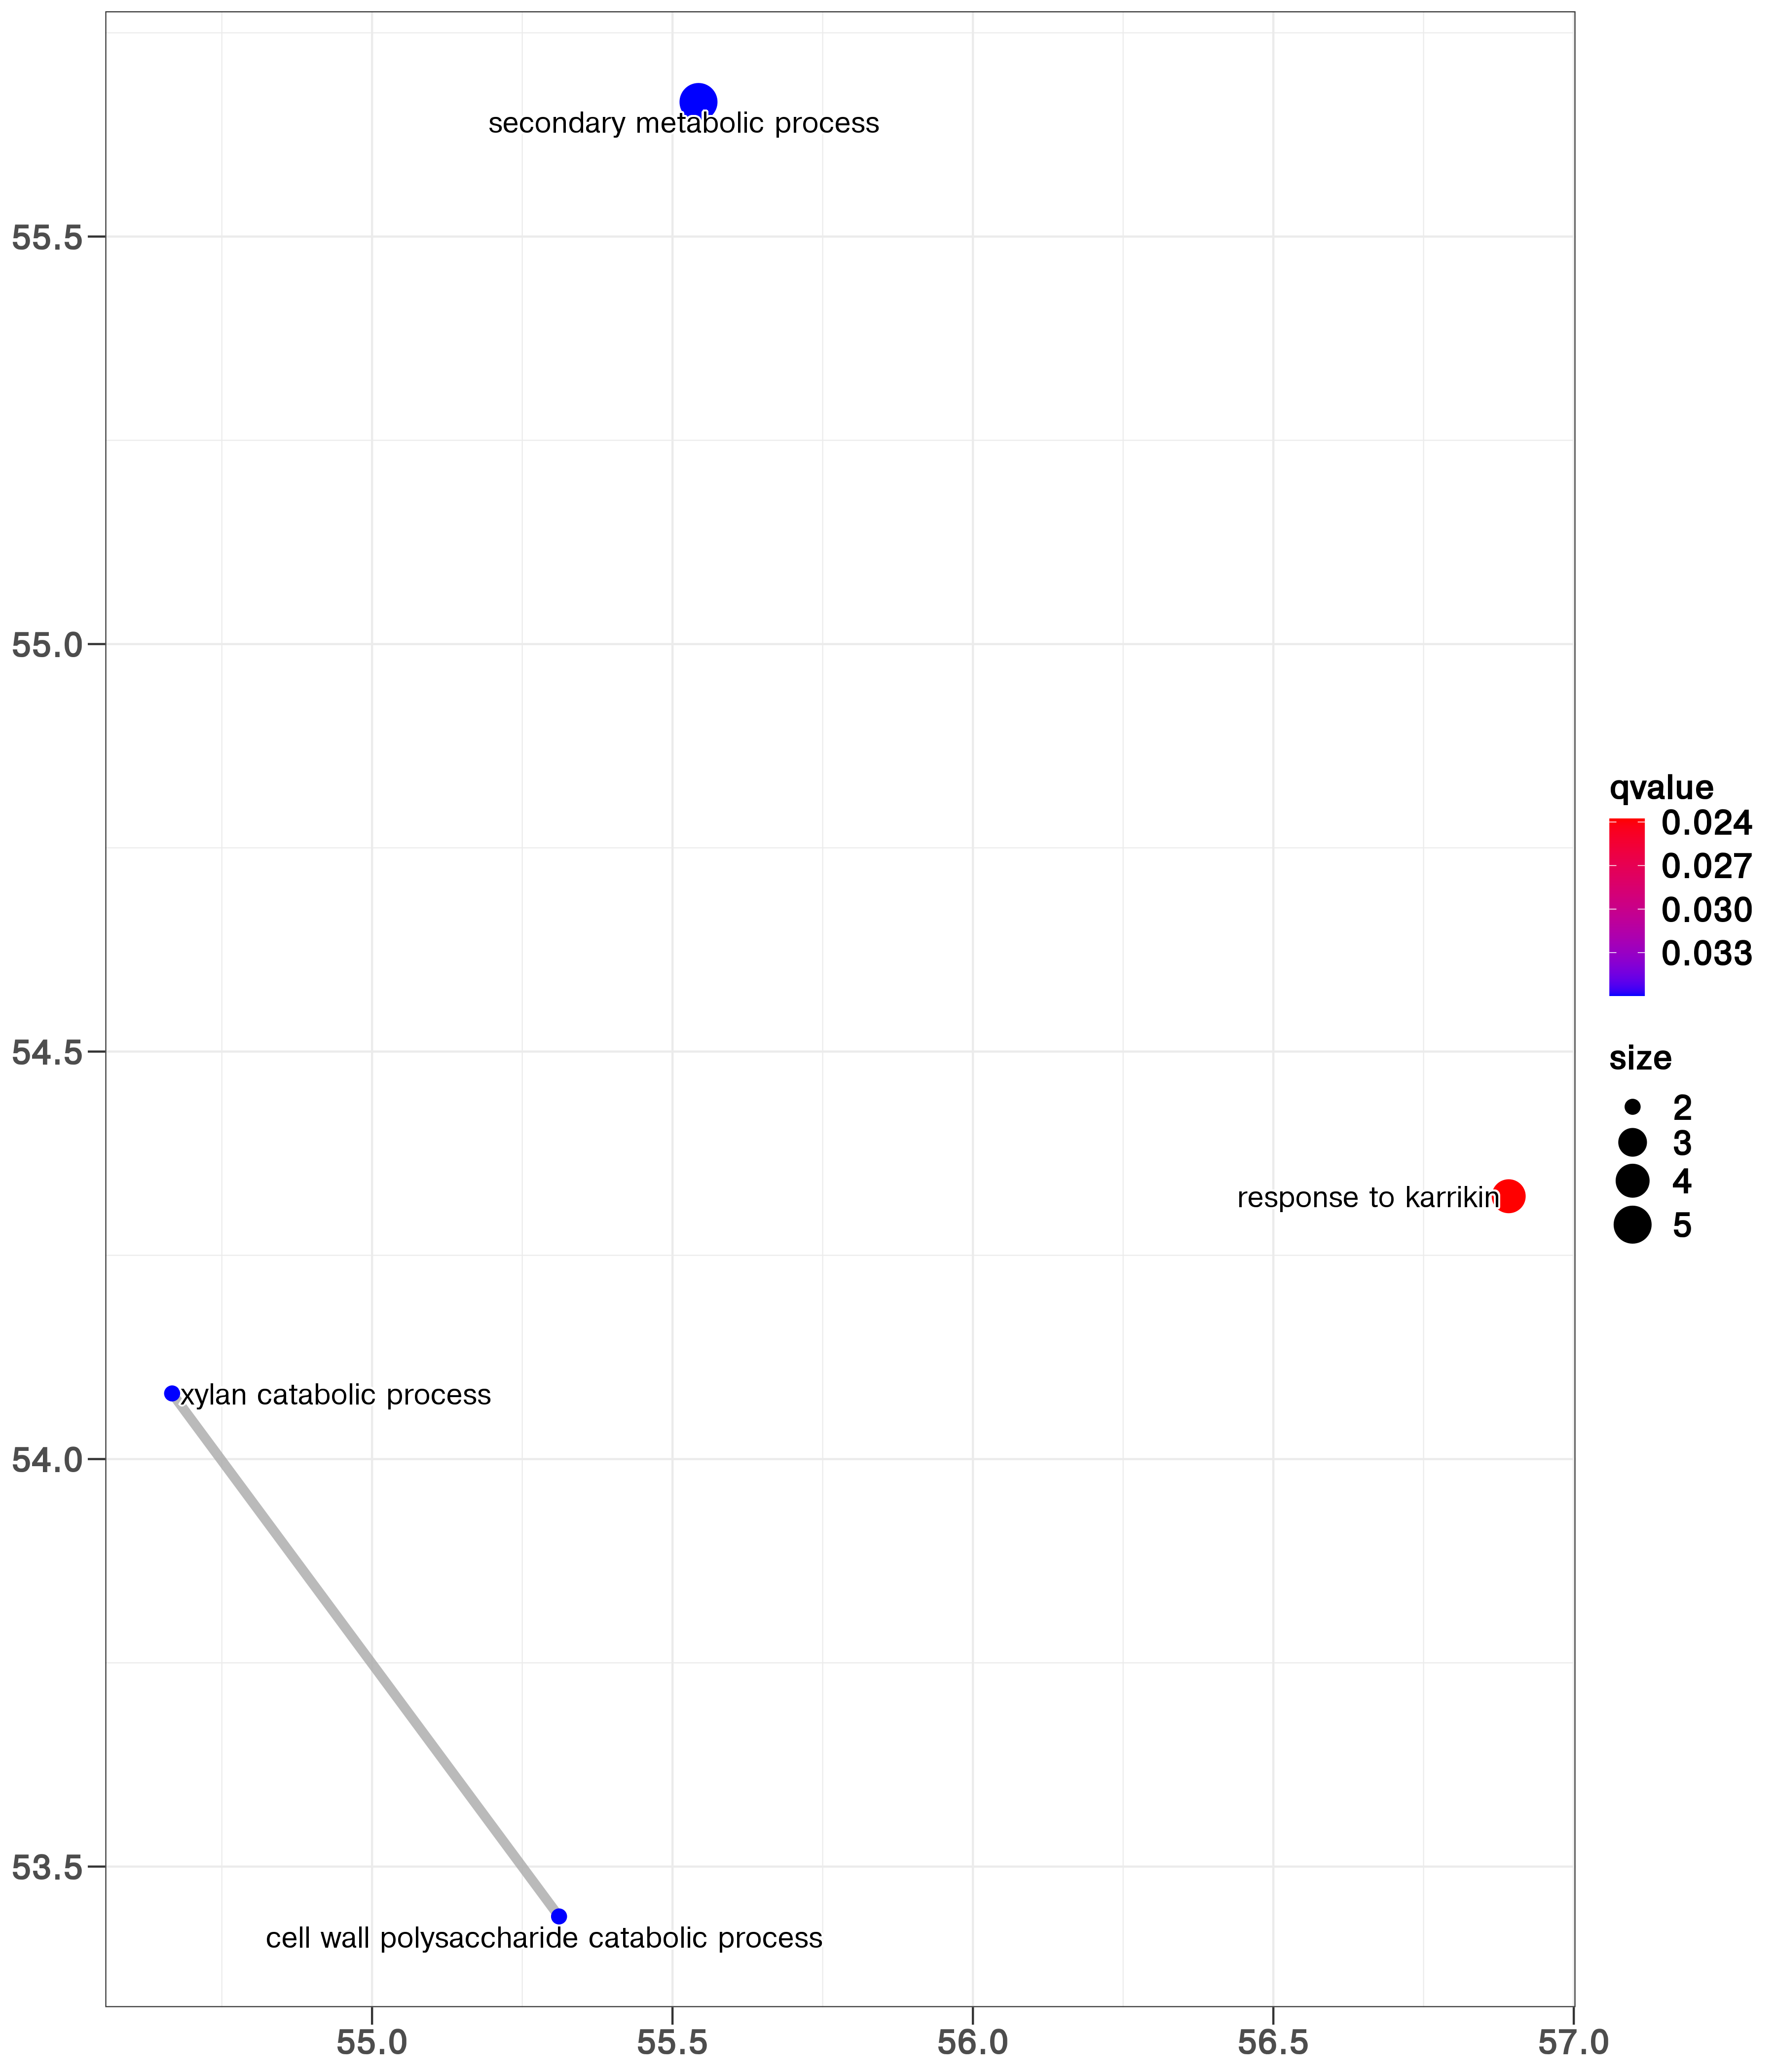 secondary metabolic process
55.5
55.0
qvalue
0.024
0.027
0.030
0.033
54.5
size
2
3
4
5
response to karrikin
xylan catabolic process
54.0
53.5
cell wall polysaccharide catabolic process
55.0 55.5 56.0 56.5 57.0